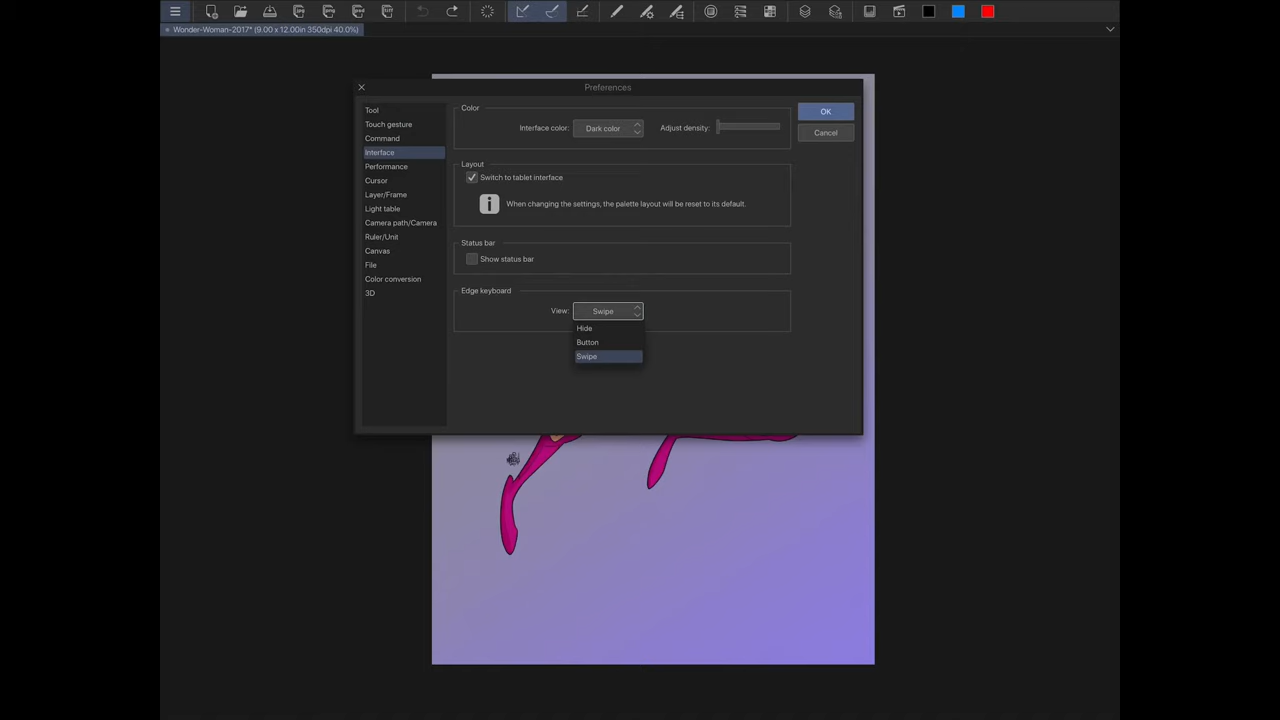 Wonder-Woman-2017* (9.00 x 12.00in 350dpi 40.0%)
Preferences
Tool
Touch gesture
Command
Interface
Performance
Cursor
Layer/Frame
Light table
Camera path/Camera
Ruler/Unit
Canvas
File
Color conversion
3D
Color
Interface color: Dark color Adjust density:
Layout
Switch to tablet interface
When changing the settings, the palette layout will be reset to its default.
Status bar
Show status bar
Edge keyboard
View: Swipe
Hide
Button
Swipe
OK
Cancel